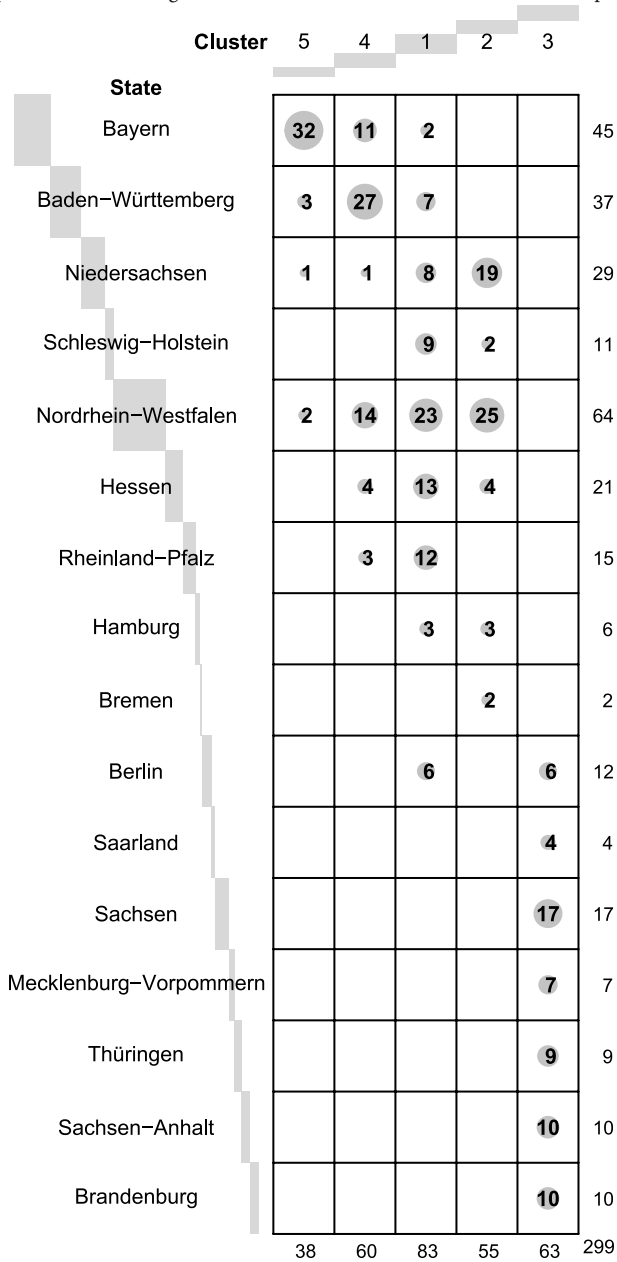 Cluster 5 4 1 2 3
State
Bayern 32 11 2 45
Baden−Württemberg 3 27 7 37
Niedersachsen 1 1 8 19 29
Schleswig−Holstein 9 2 11
Nordrhein−Westfalen 2 14 23 25 64
Hessen 4 13 4 21
Rheinland−Pfalz 3 12 15
Hamburg 3 3 6
Bremen 2 2
Berlin 6 6 12
Saarland 4 4
Sachsen 17 17
Mecklenburg−Vorpommern 7 7
Thüringen 9 9
Sachsen−Anhalt 10 10
Brandenburg 10 10
38 60 83 55 63 299